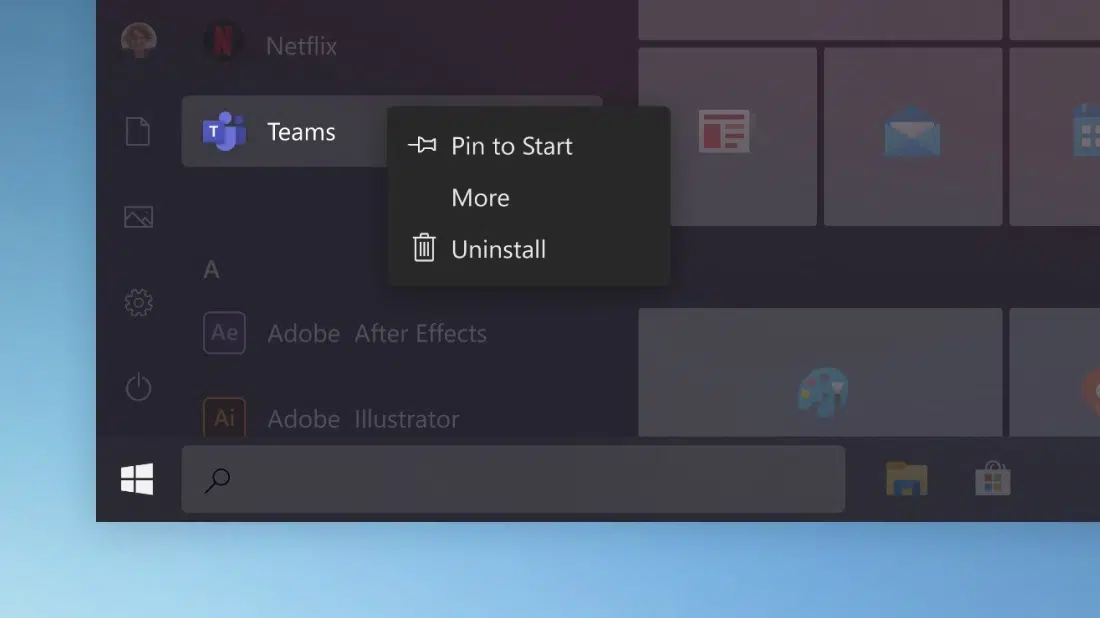 Netflix
Teams
Pin to Start
More
Uninstall
A
Ae Adobe After Effects
Ai Adobe Illustrator